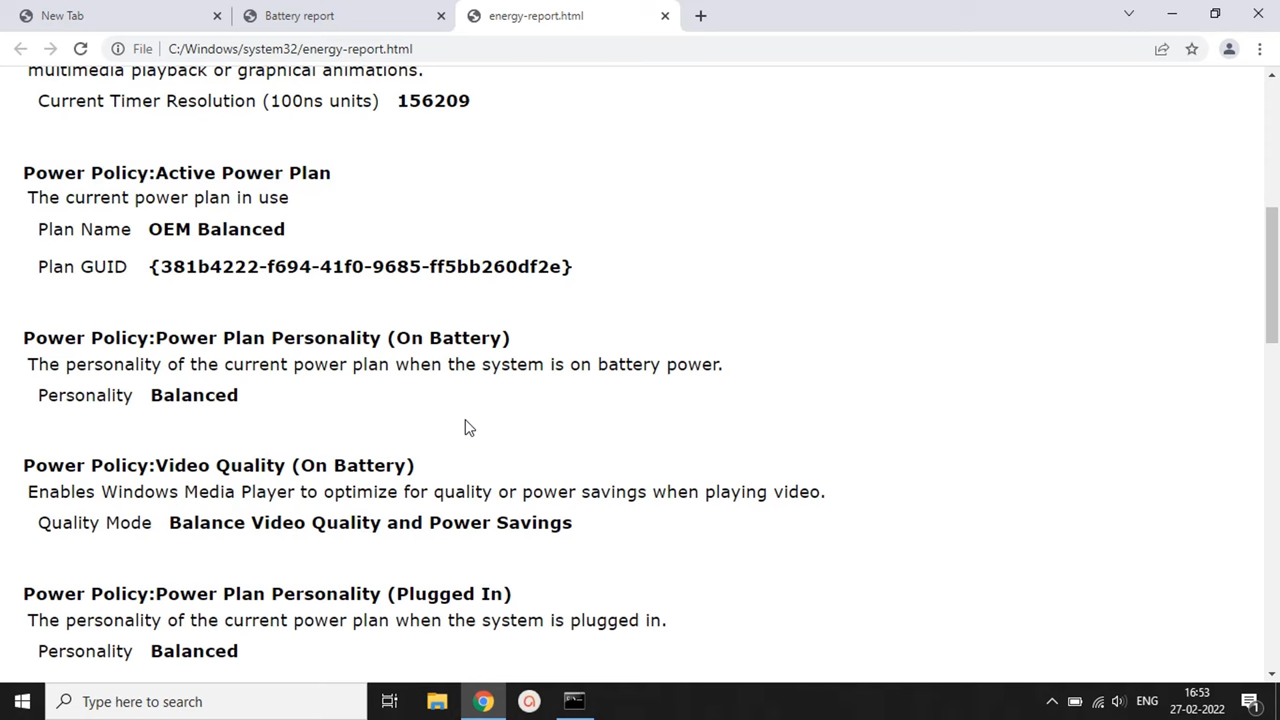 New Tab
Battery report
energy-report.html
File
C:/Windows/system32/energy-report.html
multimedia playback or graphical animations.
Current Timer Resolution (100ns units) 156209
Power Policy:Active Power Plan
The current power plan in use
Plan Name OEM Balanced
Plan GUID {381b4222-f694-41f0-9685-ff5bb260df2e}
Power Policy:Power Plan Personality (On Battery)
The personality of the current power plan when the system is on battery power.
Personality Balanced
Power Policy:Video Quality (On Battery)
Enables Windows Media Player to optimize for quality or power savings when playing video.
Quality Mode Balance Video Quality and Power Savings
Power Policy:Power Plan Personality (Plugged In)
The personality of the current power plan when the system is plugged in.
Personality Balanced
Type here to search
ENG
16:53
27-02-2022
1